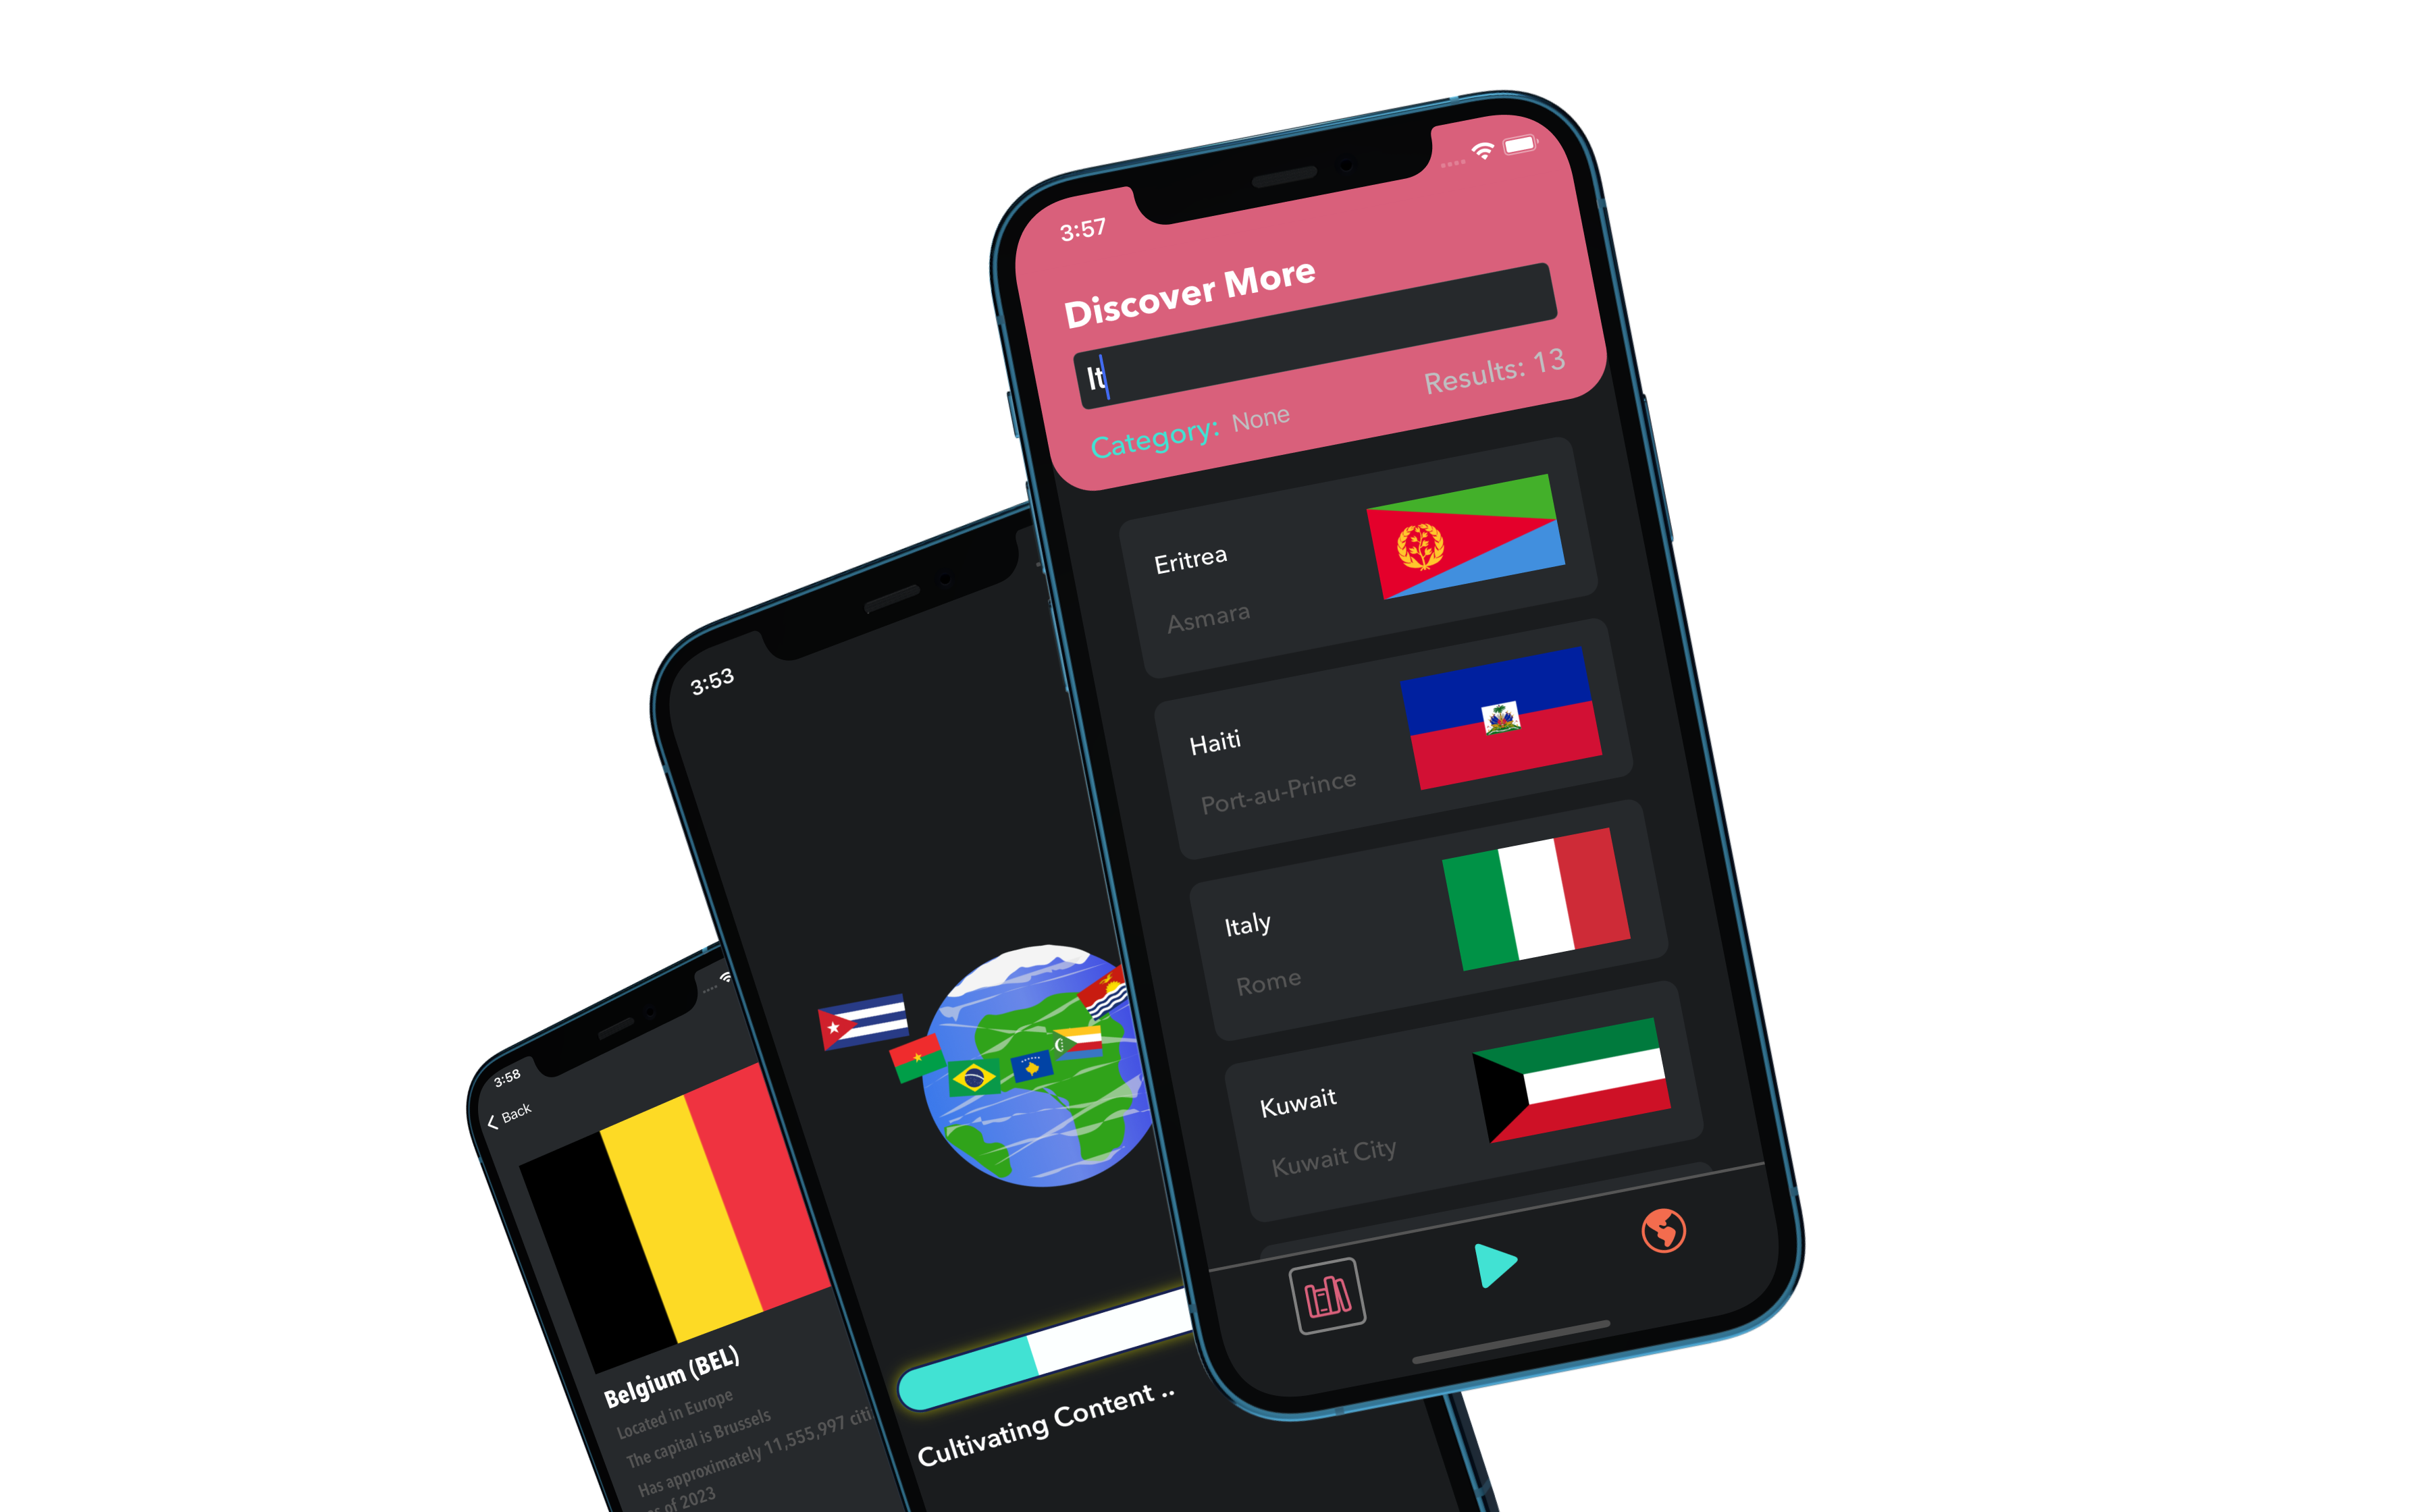 3:57
Discover More
It
Category: None
Results: 13
Eritrea
Asmara
Haiti
Port-au-Prince
Italy
Rome
Kuwait
Kuwait City
3:53
Cultivating Content ..
3:58
Back
Belgium (BEL)
Located in Europe
The capital is Brussels
Has approximately 11,555,997 citi
of 2023